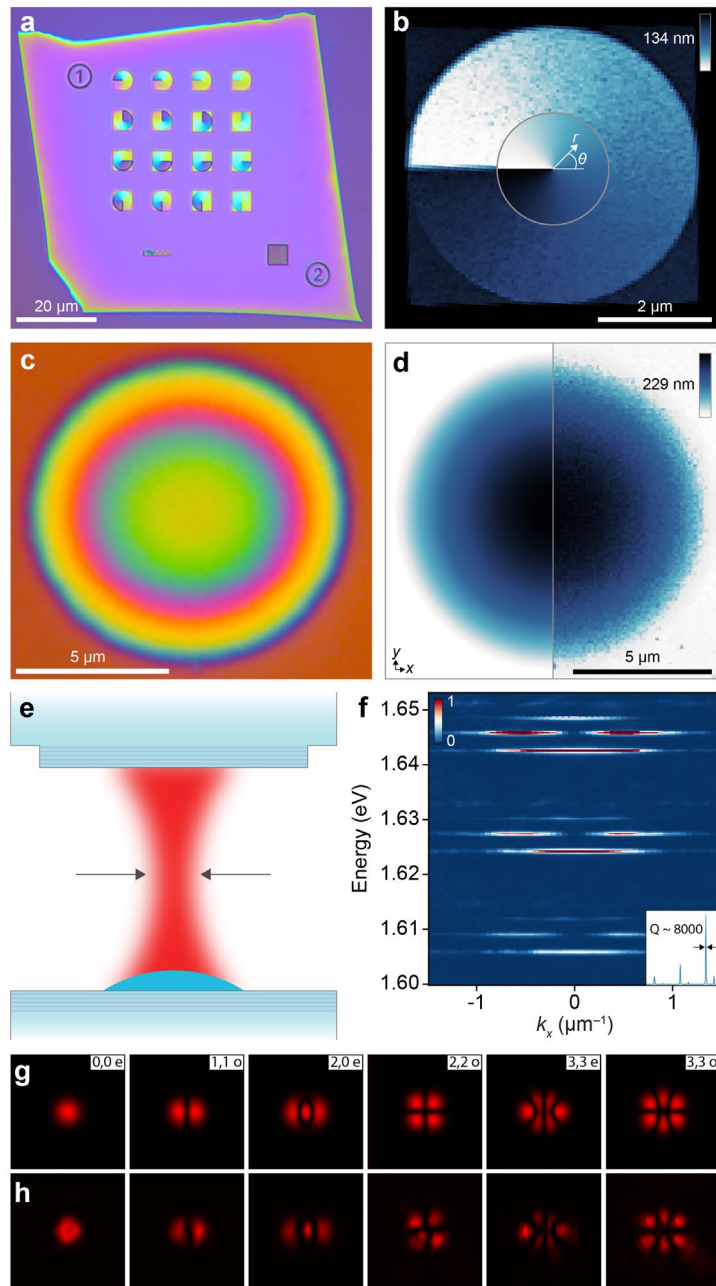 a
①
②
20 µm
b
134 nm
r
θ
2 µm
c
5 µm
d
229 nm
y
x
5 µm
e
f
1
0
1.65
1.64
1.63
1.62
1.61
1.60
Energy (eV)
Q ~ 8000
-1
0
1
kₓ (µm⁻¹)
g
0,0 e
1,1 o
2,0 e
2,2 o
3,3 e
3,3 o
h